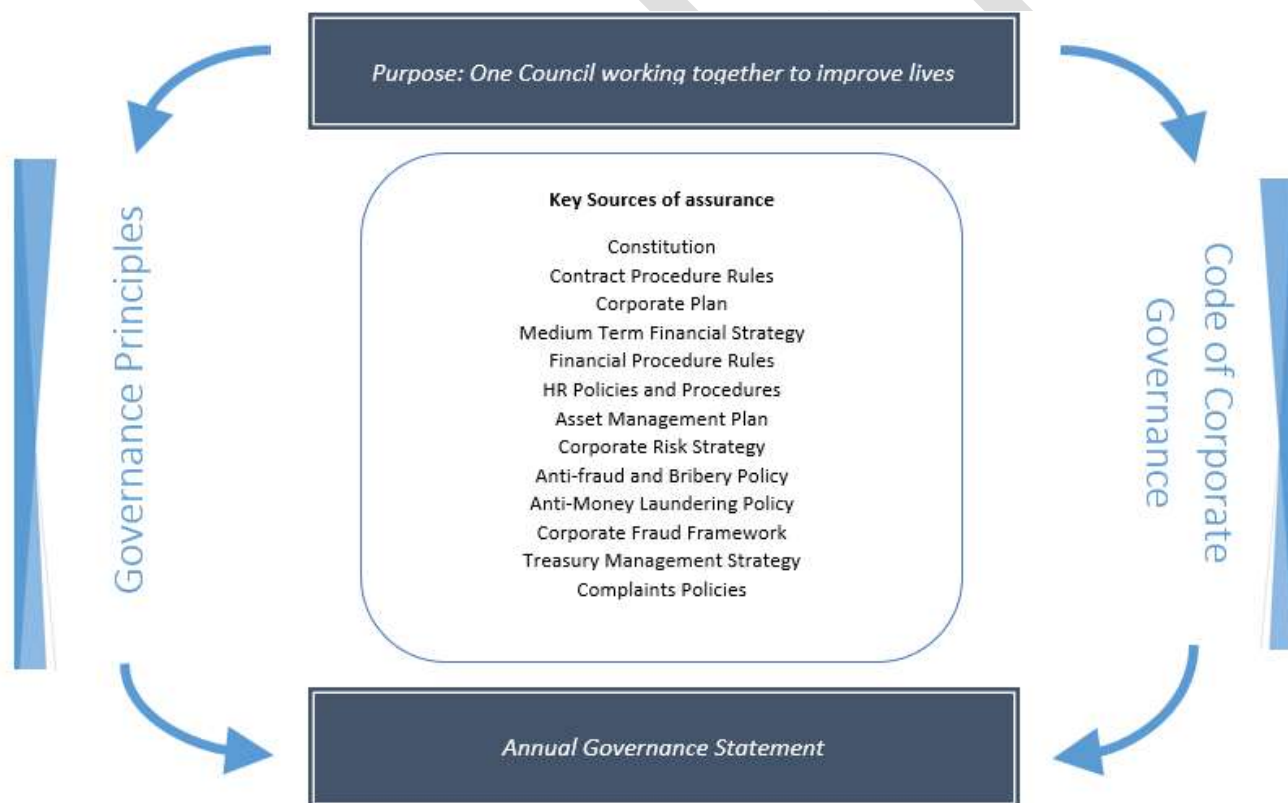 Purpose: One Council working together to improve lives
Governance Principles
Key Sources of assurance
Constitution
Contract Procedure Rules
Corporate Plan
Medium Term Financial Strategy
Financial Procedure Rules
HR Policies and Procedures
Asset Management Plan
Corporate Risk Strategy
Anti-fraud and Bribery Policy
Anti-Money Laundering Policy
Corporate Fraud Framework
Treasury Management Strategy
Complaints Policies
Code of Corporate
Governance
Annual Governance Statement